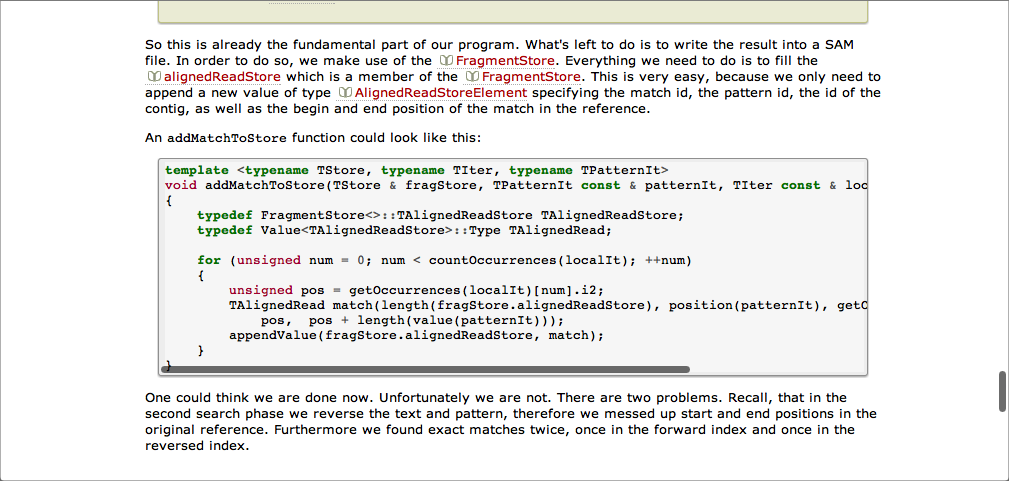 So this is already the fundamental part of our program. What's left to do is to write the result into a SAM
file. In order to do so, we make use of the FragmentStore. Everything we need to do is to fill the
alignedReadStore which is a member of the FragmentStore. This is very easy, because we only need to
append a new value of type AlignedReadStoreElement specifying the match id, the pattern id, the id of the
contig, as well as the begin and end position of the match in the reference.
An addMatchToStore function could look like this:
template <typename TStore, typename TIter, typename TPatternIt>
void addMatchToStore(TStore & fragStore, TPatternIt const & patternIt, TIter const & loc
{
    typedef FragmentStore<>::TAlignedReadStore TAlignedReadStore;
    typedef Value<TAlignedReadStore>::Type TAlignedRead;
    for (unsigned num = 0; num < countOccurrences(localIt); ++num)
    {
        unsigned pos = getOccurrences(localIt)[num].i2;
        TAlignedRead match(length(fragStore.alignedReadStore), position(patternIt), getO
            pos,  pos + length(value(patternIt)));
        appendValue(fragStore.alignedReadStore, match);
    }
}
One could think we are done now. Unfortunately we are not. There are two problems. Recall, that in the
second search phase we reverse the text and pattern, therefore we messed up start and end positions in the
original reference. Furthermore we found exact matches twice, once in the forward index and once in the
reversed index.